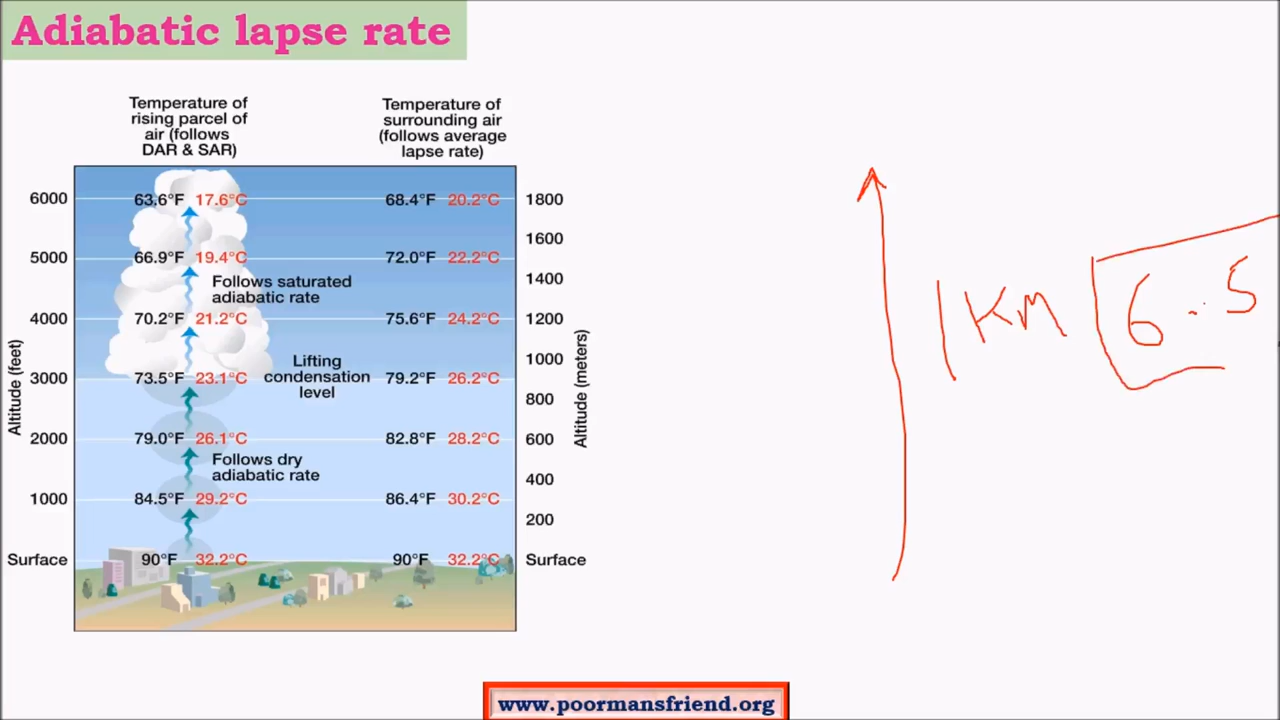 Adiabatic lapse rate
Temperature of
rising parcel of
air (follows
DAR & SAR)
Temperature of
surrounding air
(follows average
lapse rate)
6000 63.6°F 17.6°C 68.4°F 20.2°C 1800
1600
5000 66.9°F 19.4°C 72.0°F 22.2°C
Follows saturated
adiabatic rate
1400
4000 70.2°F 21.2°C 75.6°F 24.2°C 1200
Altitude (feet)
Lifting
condensation
level
1000
3000 73.5°F 23.1°C 79.2°F 26.2°C
800
Altitude (meters)
2000 79.0°F 26.1°C 82.8°F 28.2°C 600
Follows dry
adiabatic rate
400
1000 84.5°F 29.2°C 86.4°F 30.2°C
200
Surface 90°F 32.2°C 90°F 32.2°C Surface
1 KM 6.5
www.poormansfriend.org